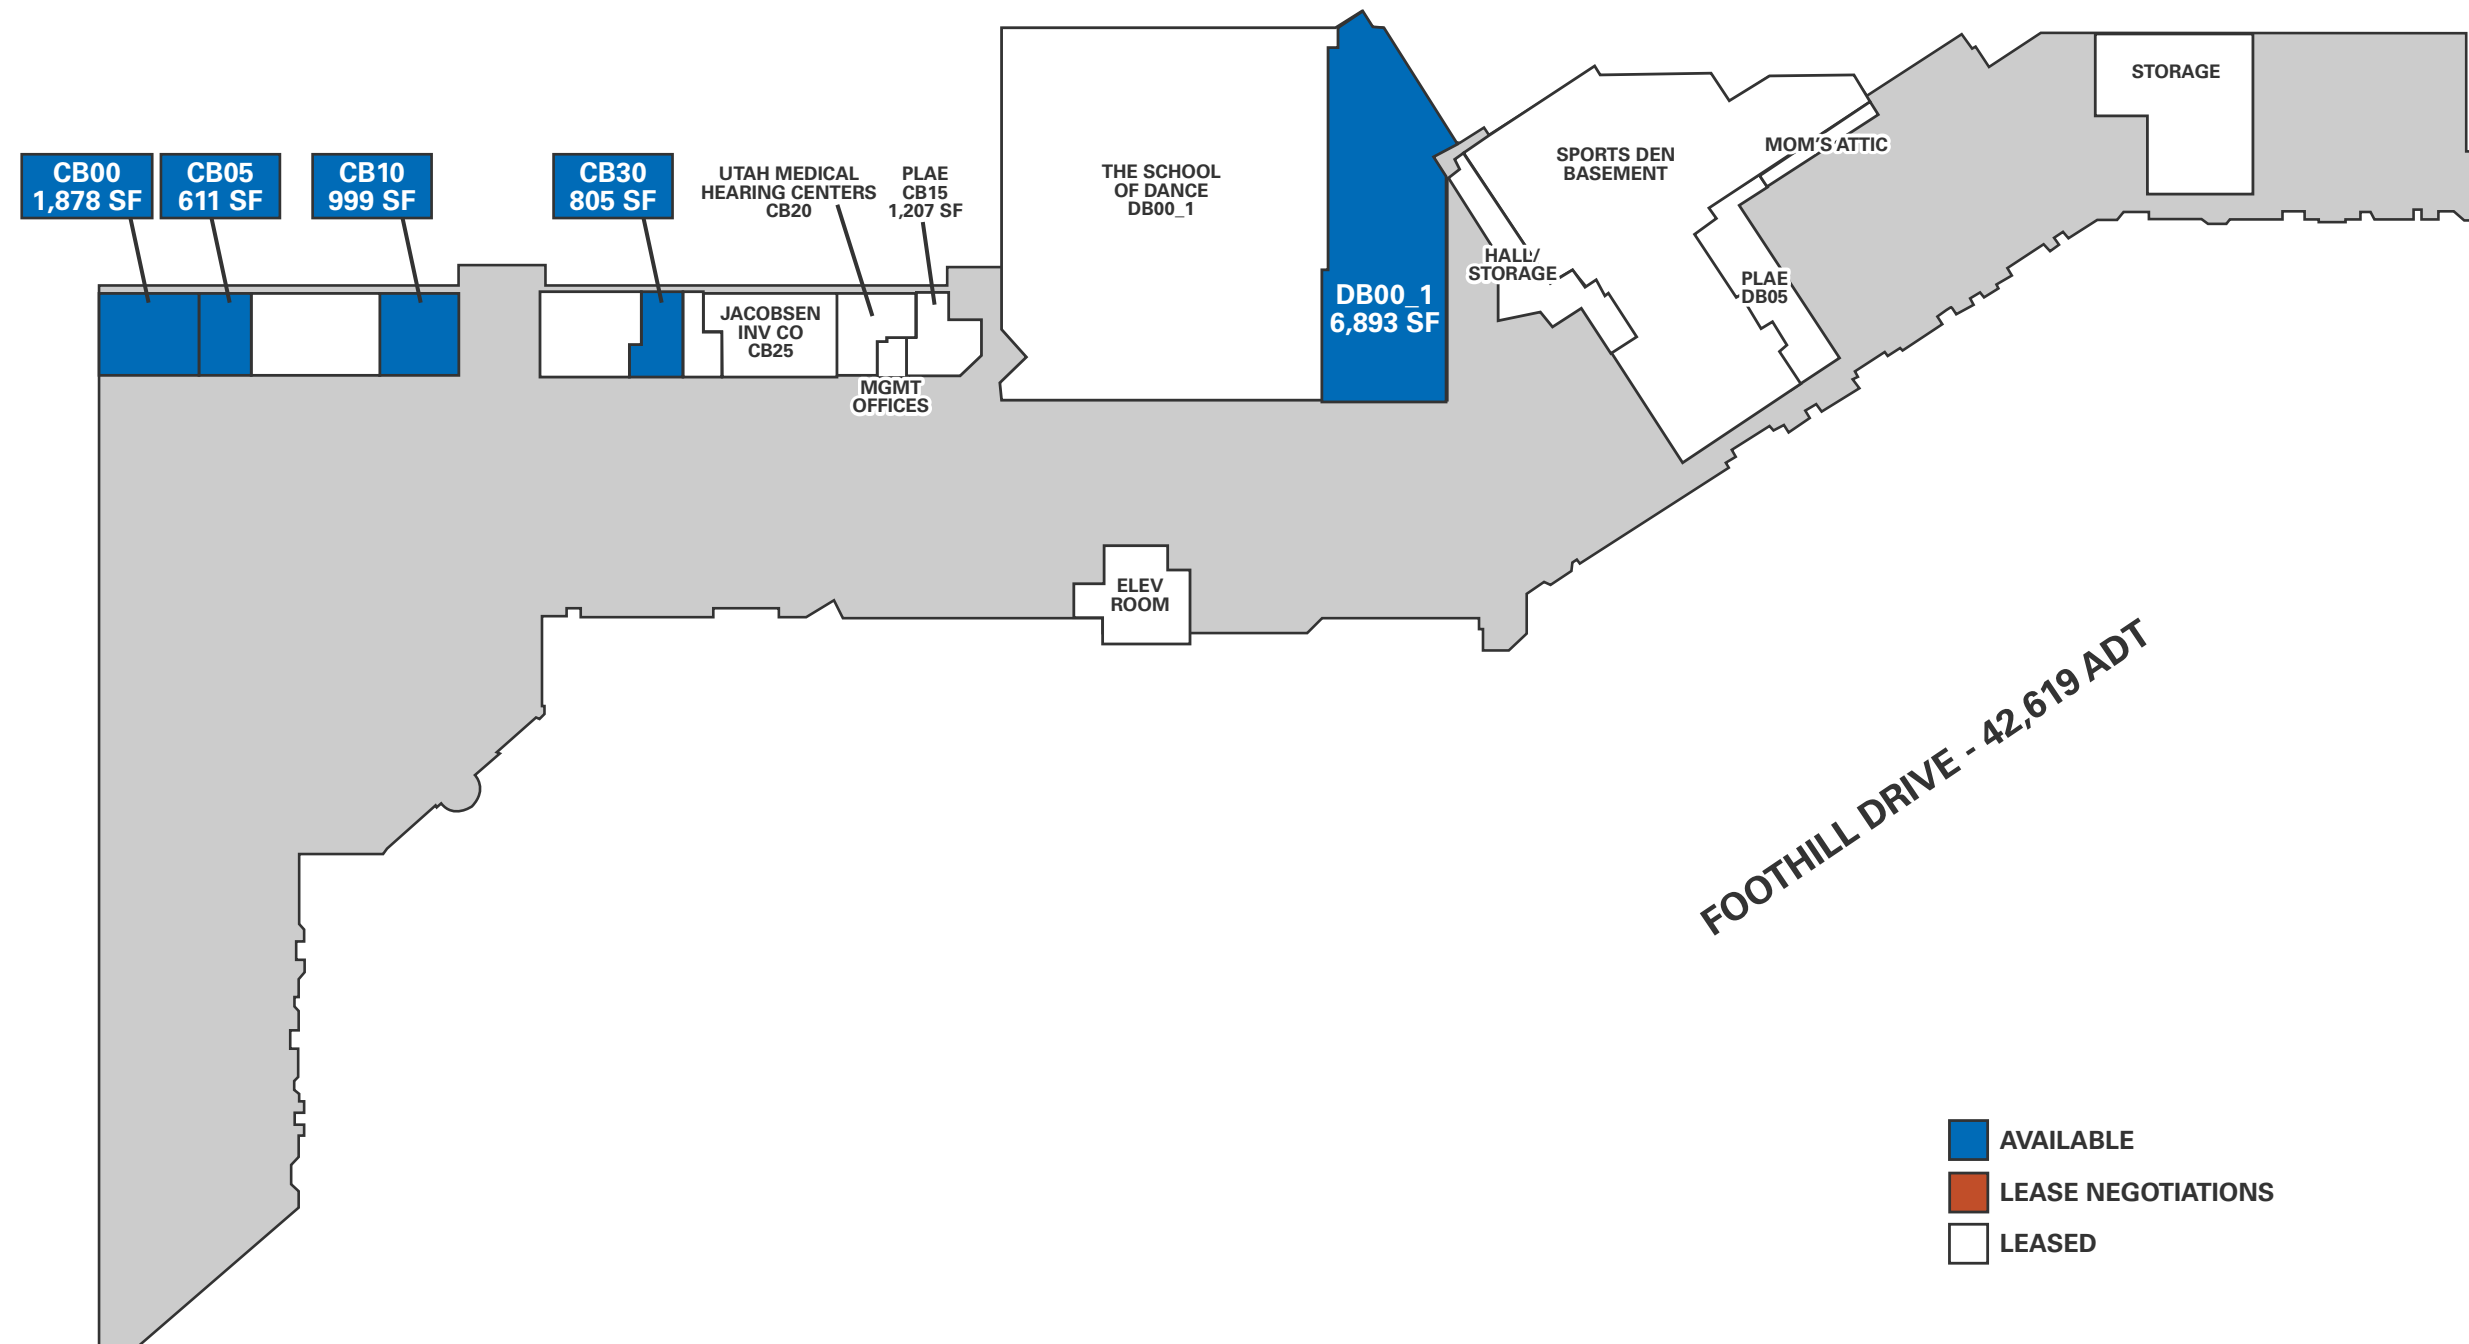 CB00
1,878 SF
CB05
611 SF
CB10
999 SF
CB30
805 SF
UTAH MEDICAL
HEARING CENTERS
CB20
PLAE
CB15
1,207 SF
THE SCHOOL
OF DANCE
DB00_1
SPORTS DEN
BASEMENT
MOM'S ATTIC
STORAGE
HALL/
STORAGE
PLAE
DB05
DB00_1
6,893 SF
JACOBSEN
INV CO
CB25
MGMT
OFFICES
ELEV
ROOM
FOOTHILL DRIVE - 42,619 ADT
AVAILABLE
LEASE NEGOTIATIONS
LEASED